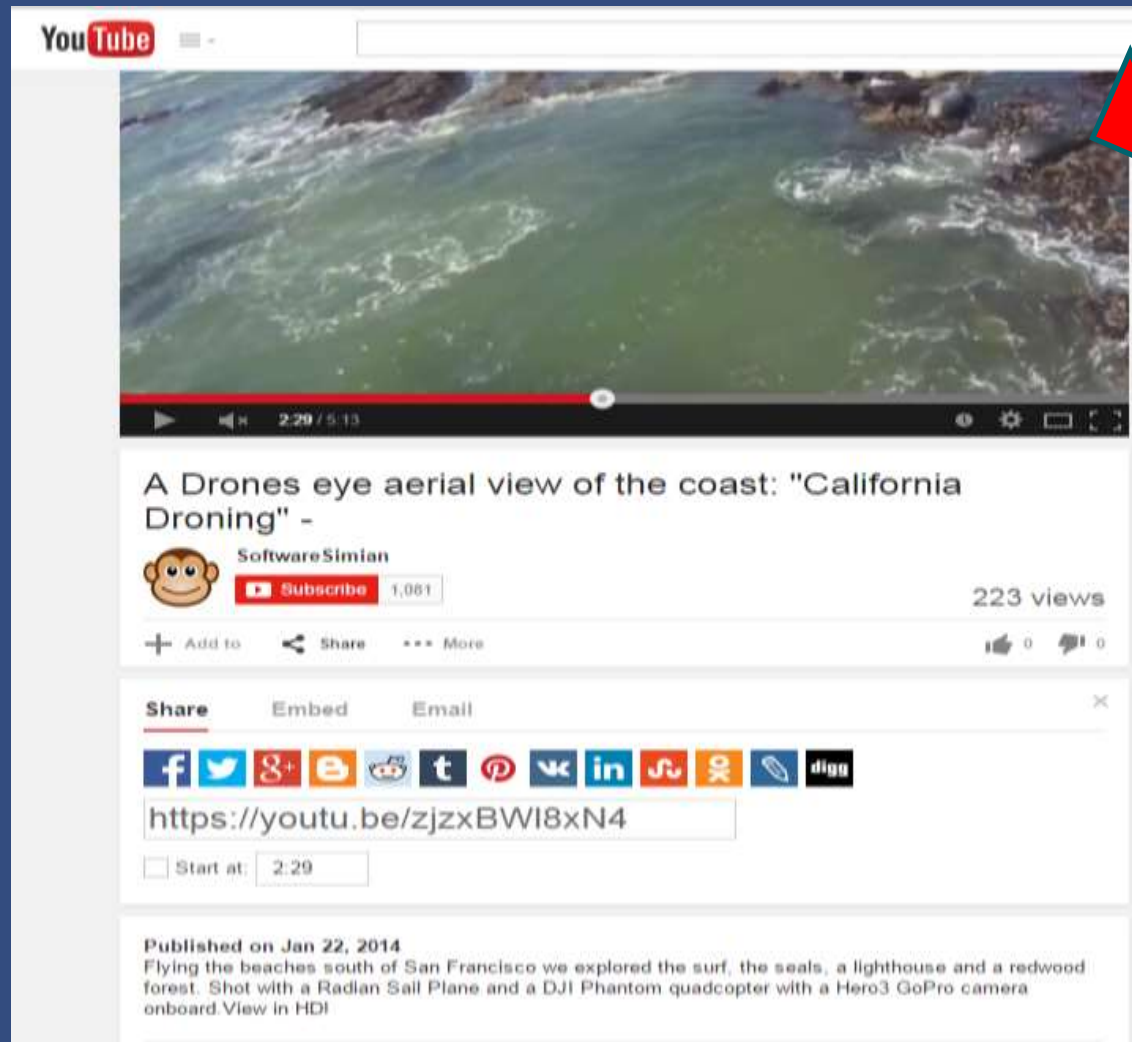 YouTube
2:29 / 5:13
A Drones eye aerial view of the coast: "California
Droning" -
SoftwareSimian
Subscribe 1,081
223 views
Add to Share More 0 0
Share Embed Email
f 8+ t vk in digg
https://youtu.be/zjzxBWI8xN4
Start at: 2:29
Published on Jan 22, 2014
Flying the beaches south of San Francisco we explored the surf, the seals, a lighthouse and a redwood
forest. Shot with a Radian Sail Plane and a DJI Phantom quadcopter with a Hero3 GoPro camera
onboard.View in HD!